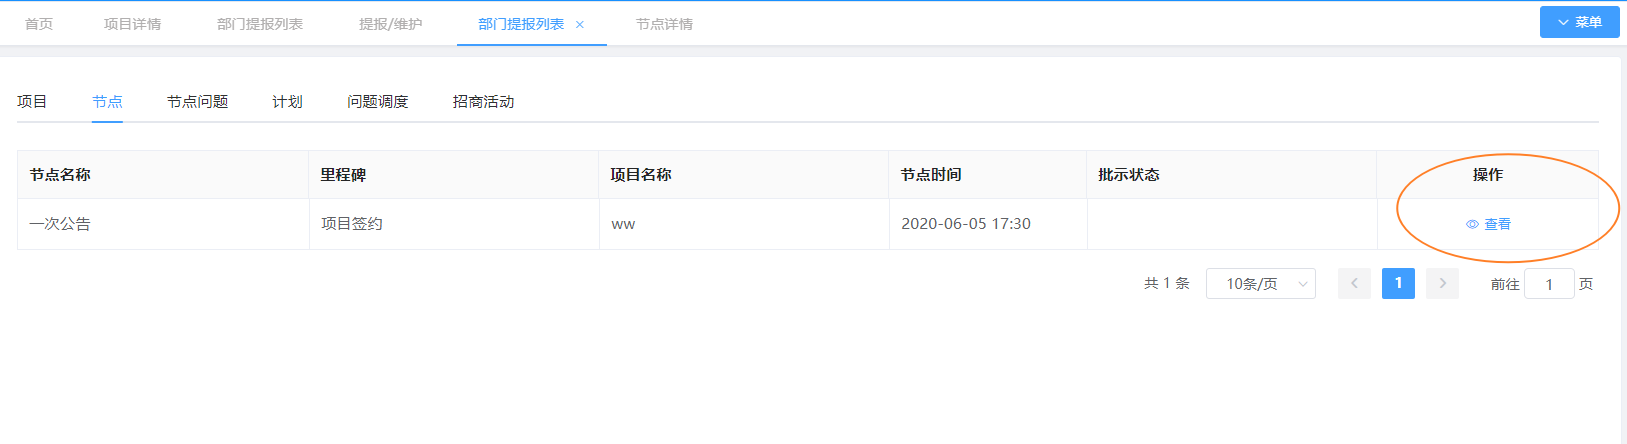 首页 项目详情 部门提报列表 提报/维护 部门提报列表 × 节点详情 菜单
项目 节点 节点问题 计划 问题调度 招商活动
节点名称 里程碑 项目名称 节点时间 批示状态 操作
一次公告 项目签约 ww 2020-06-05 17:30 查看
共 1 条 10条/页 1 前往 1 页